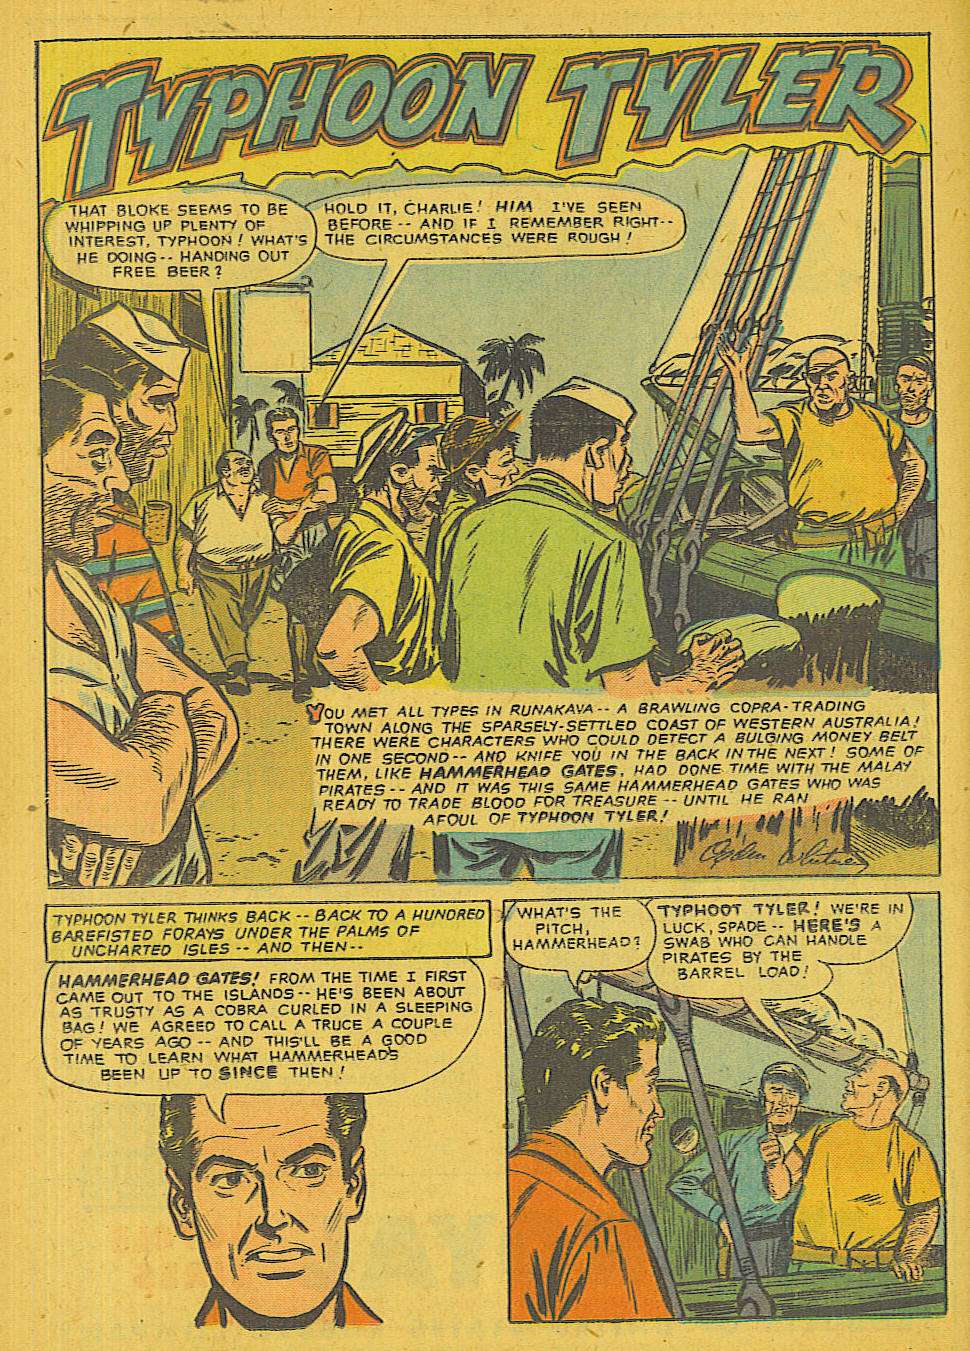 TYPHOON TYLER
THAT BLOKE SEEMS TO BE
WHIPPING UP PLENTY OF
INTEREST, TYPHOON! WHAT'S
HE DOING-- HANDING OUT
FREE BEER?
HOLD IT, CHARLIE! HIM I'VE SEEN
BEFORE-- AND IF I REMEMBER RIGHT--
THE CIRCUMSTANCES WERE ROUGH!
YOU MET ALL TYPES IN RUNAKAVA-- A BRAWLING COPRA-TRADING
TOWN ALONG THE SPARSELY-SETTLED COAST OF WESTERN AUSTRALIA!
THERE WERE CHARACTERS WHO COULD DETECT A BULGING MONEY BELT
IN ONE SECOND-- AND KNIFE YOU IN THE BACK IN THE NEXT! SOME OF
THEM, LIKE HAMMERHEAD GATES, HAD DONE TIME WITH THE MALAY
PIRATES-- AND IT WAS THIS SAME HAMMERHEAD GATES WHO WAS
READY TO TRADE BLOOD FOR TREASURE-- UNTIL HE RAN
AFOUL OF TYPHOON TYLER!
Ogden Whitney
TYPHOON TYLER THINKS BACK-- BACK TO A HUNDRED
BAREFISTED FORAYS UNDER THE PALMS OF
UNCHARTED ISLES-- AND THEN--
HAMMERHEAD GATES! FROM THE TIME I FIRST
CAME OUT TO THE ISLANDS-- HE'S BEEN ABOUT
AS TRUSTY AS A COBRA CURLED IN A SLEEPING
BAG! WE AGREED TO CALL A TRUCE A COUPLE
OF YEARS AGO-- AND THIS'LL BE A GOOD
TIME TO LEARN WHAT HAMMERHEAD'S
BEEN UP TO SINCE THEN!
WHAT'S THE
PITCH,
HAMMERHEAD?
TYPHOOT TYLER! WE'RE IN
LUCK, SPADE-- HERE'S A
SWAB WHO CAN HANDLE
PIRATES BY THE
BARREL LOAD!